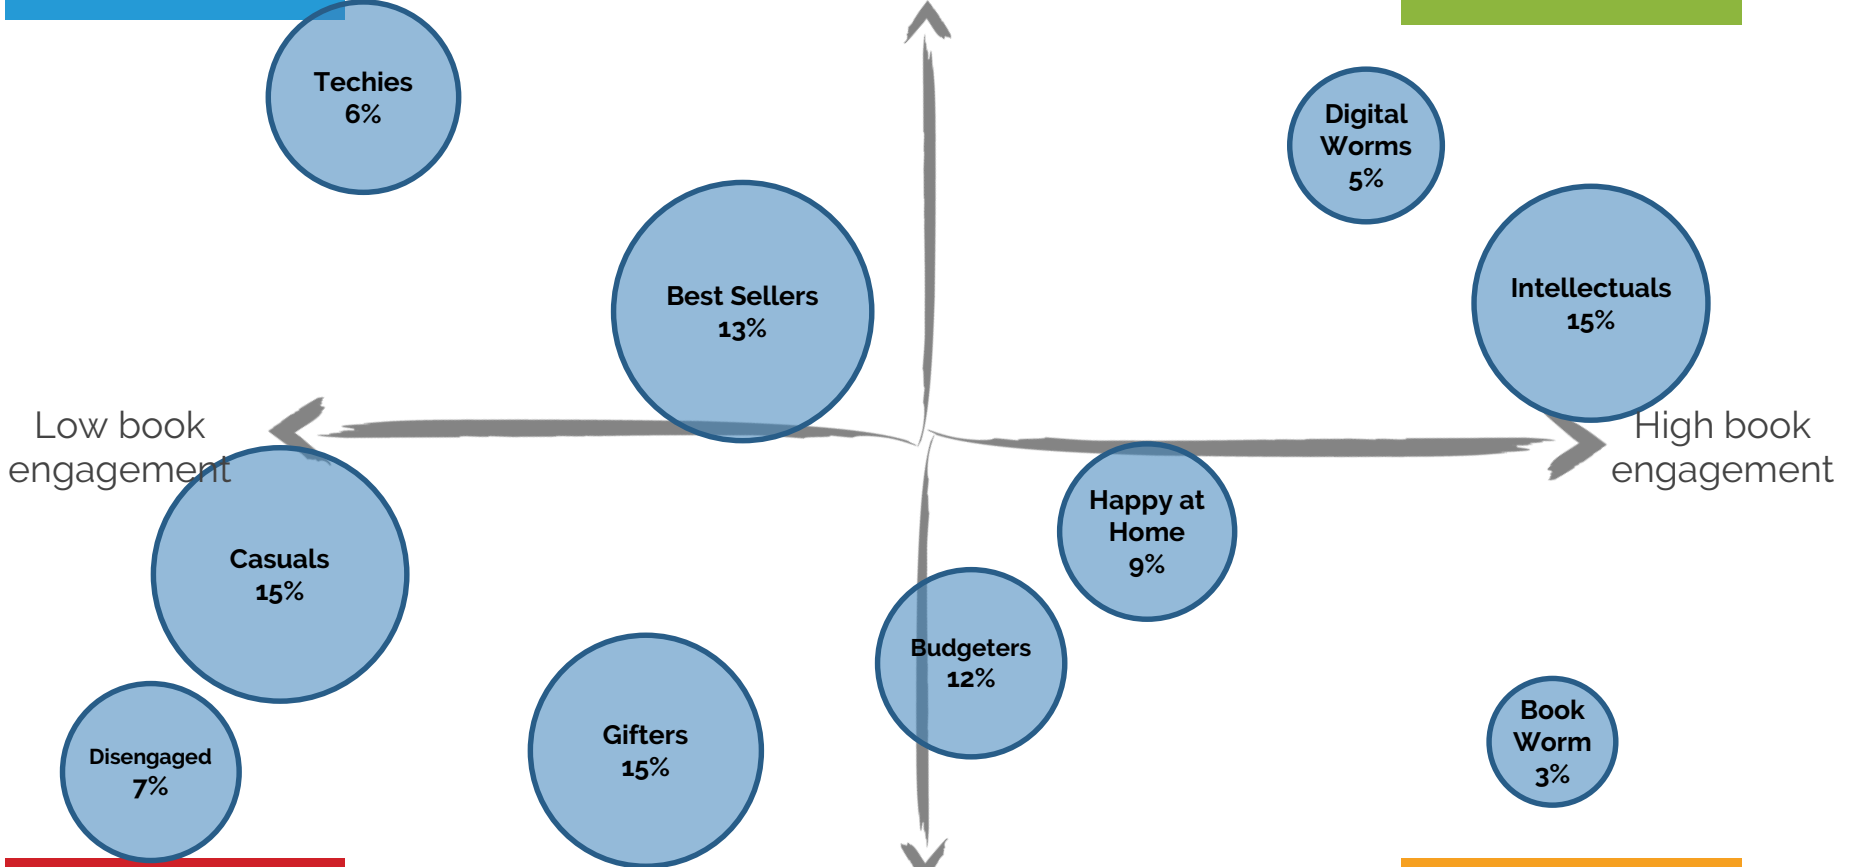 Techies
6%
Digital
Worms
5%
Best Sellers
13%
Intellectuals
15%
Low book
engagement
High book
engagement
Happy at
Home
9%
Casuals
15%
Budgeters
12%
Gifters
15%
Disengaged
7%
Book
Worm
3%